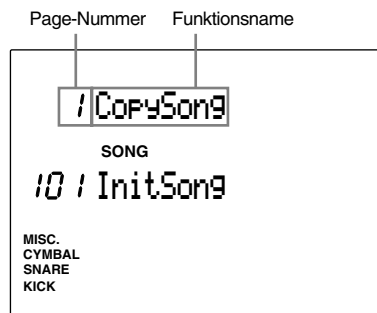 Page-Nummer Funktionsname
1 CopySong
SONG
101 InitSong
MISC.
CYMBAL
SNARE
KICK